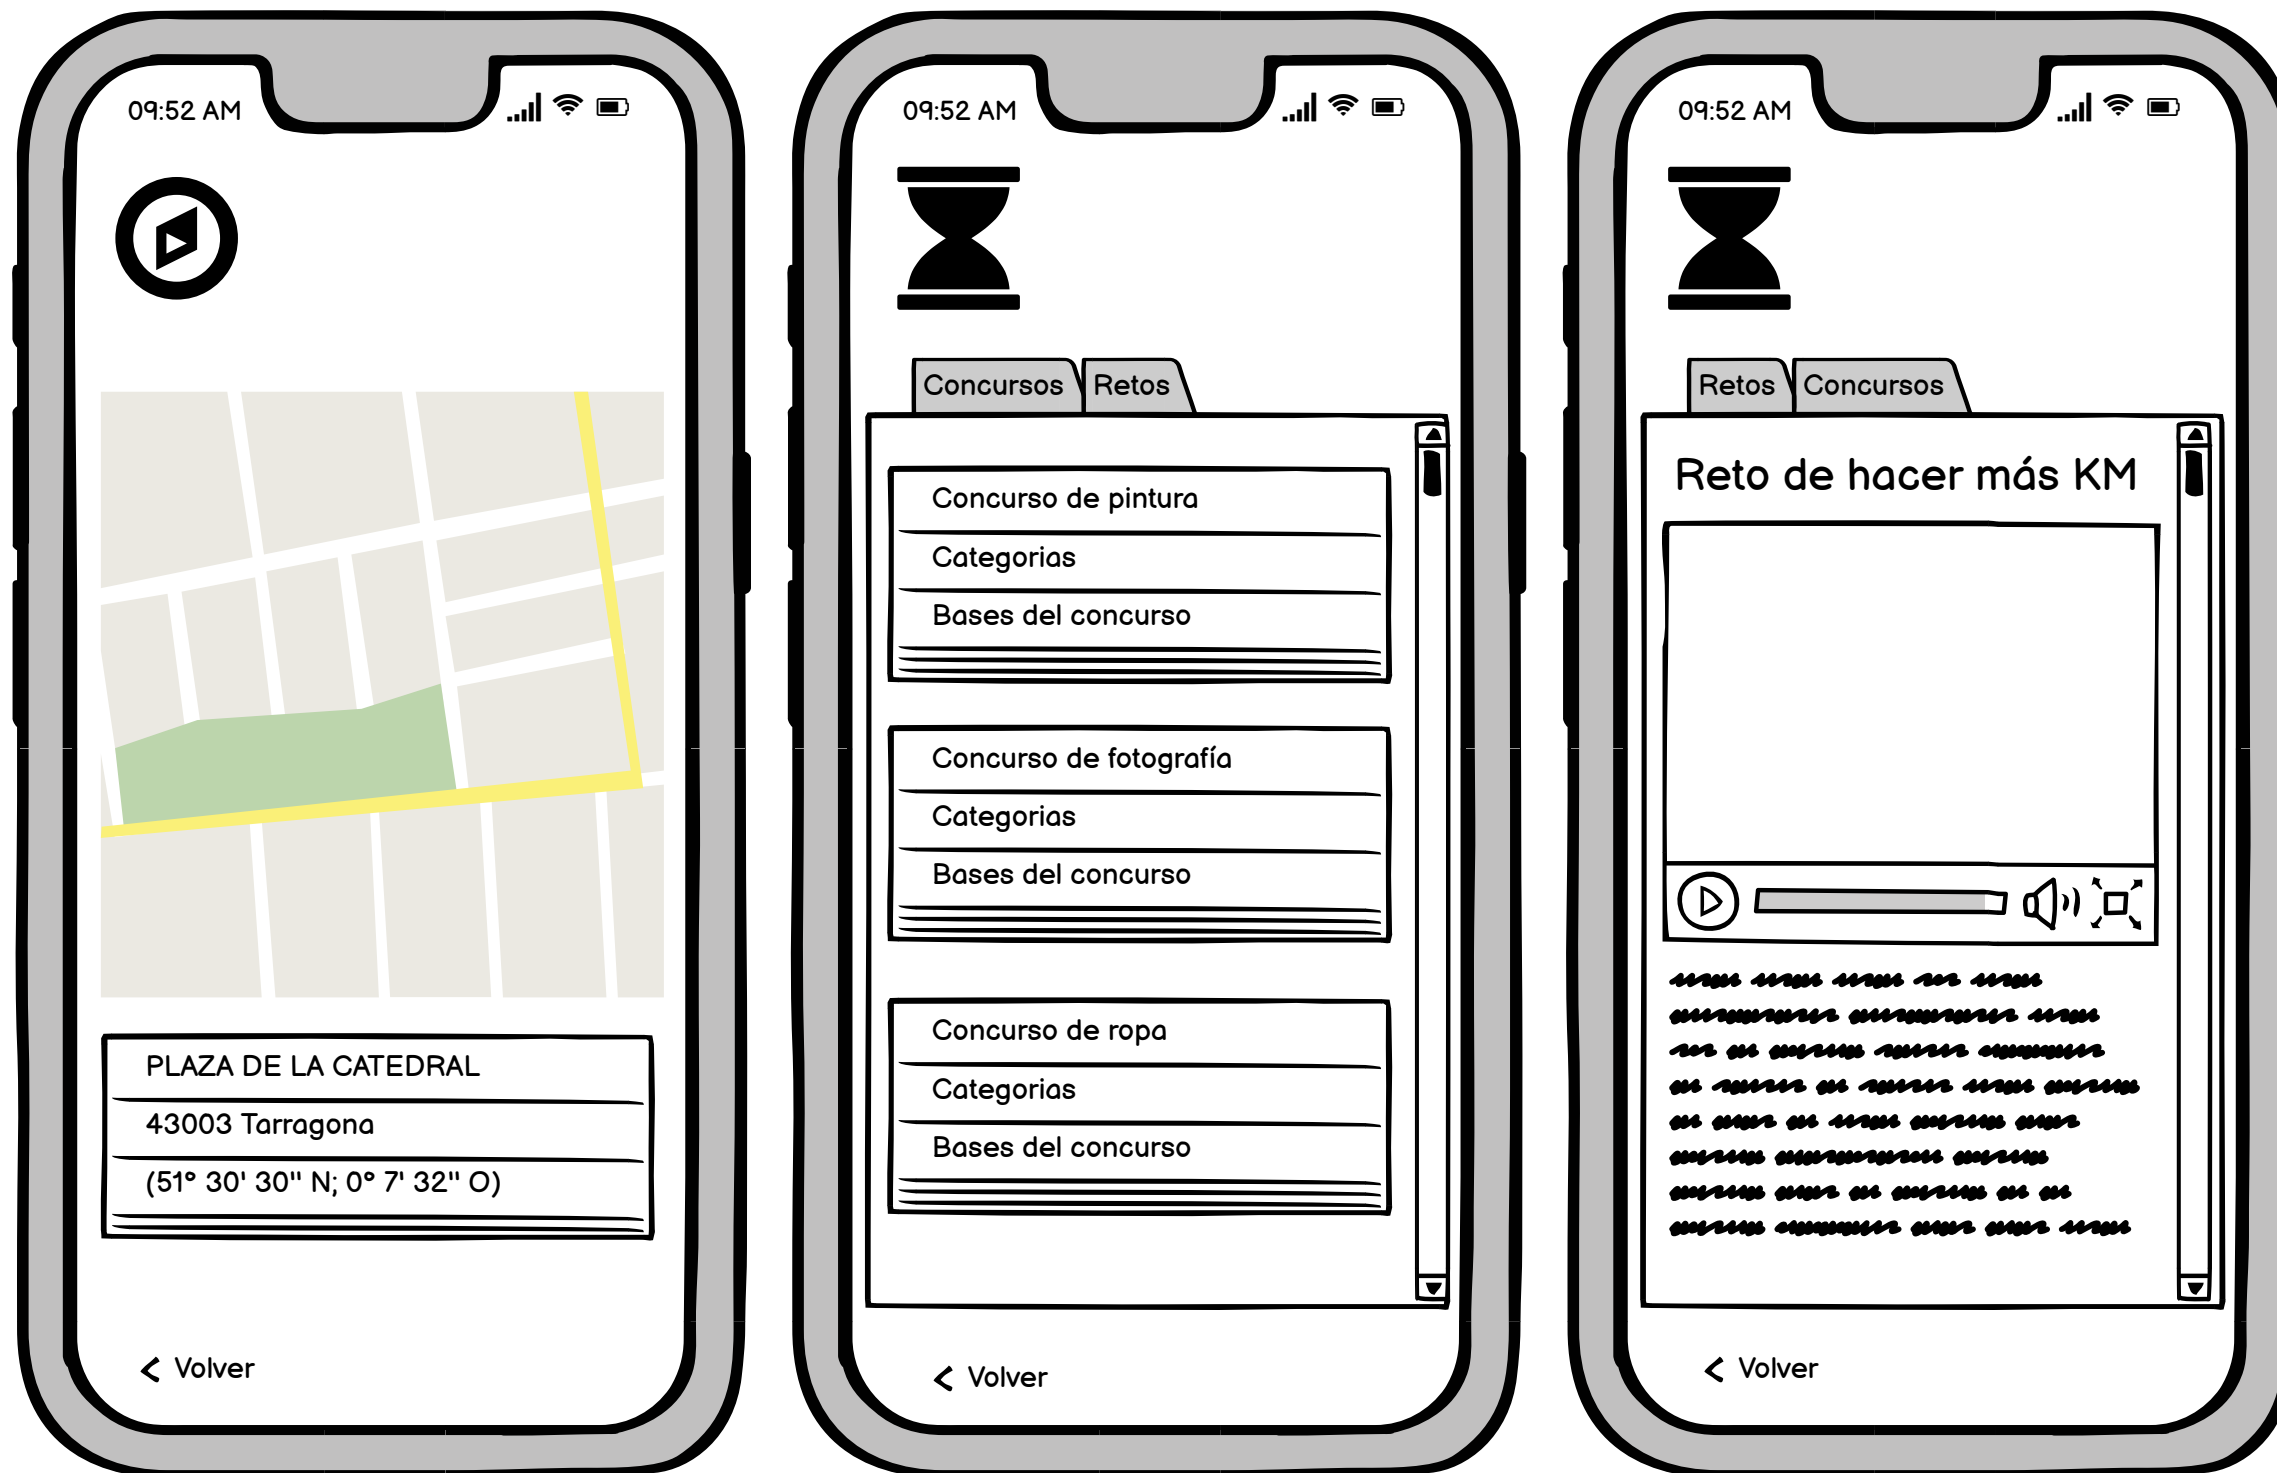 09:52 AM
PLAZA DE LA CATEDRAL
43003 Tarragona
(51° 30' 30" N; 0° 7' 32" O)
Volver
09:52 AM
Concursos
Retos
Concurso de pintura
Categorias
Bases del concurso
Concurso de fotografía
Categorias
Bases del concurso
Concurso de ropa
Categorias
Bases del concurso
Volver
09:52 AM
Retos
Concursos
Reto de hacer más KM
Volver